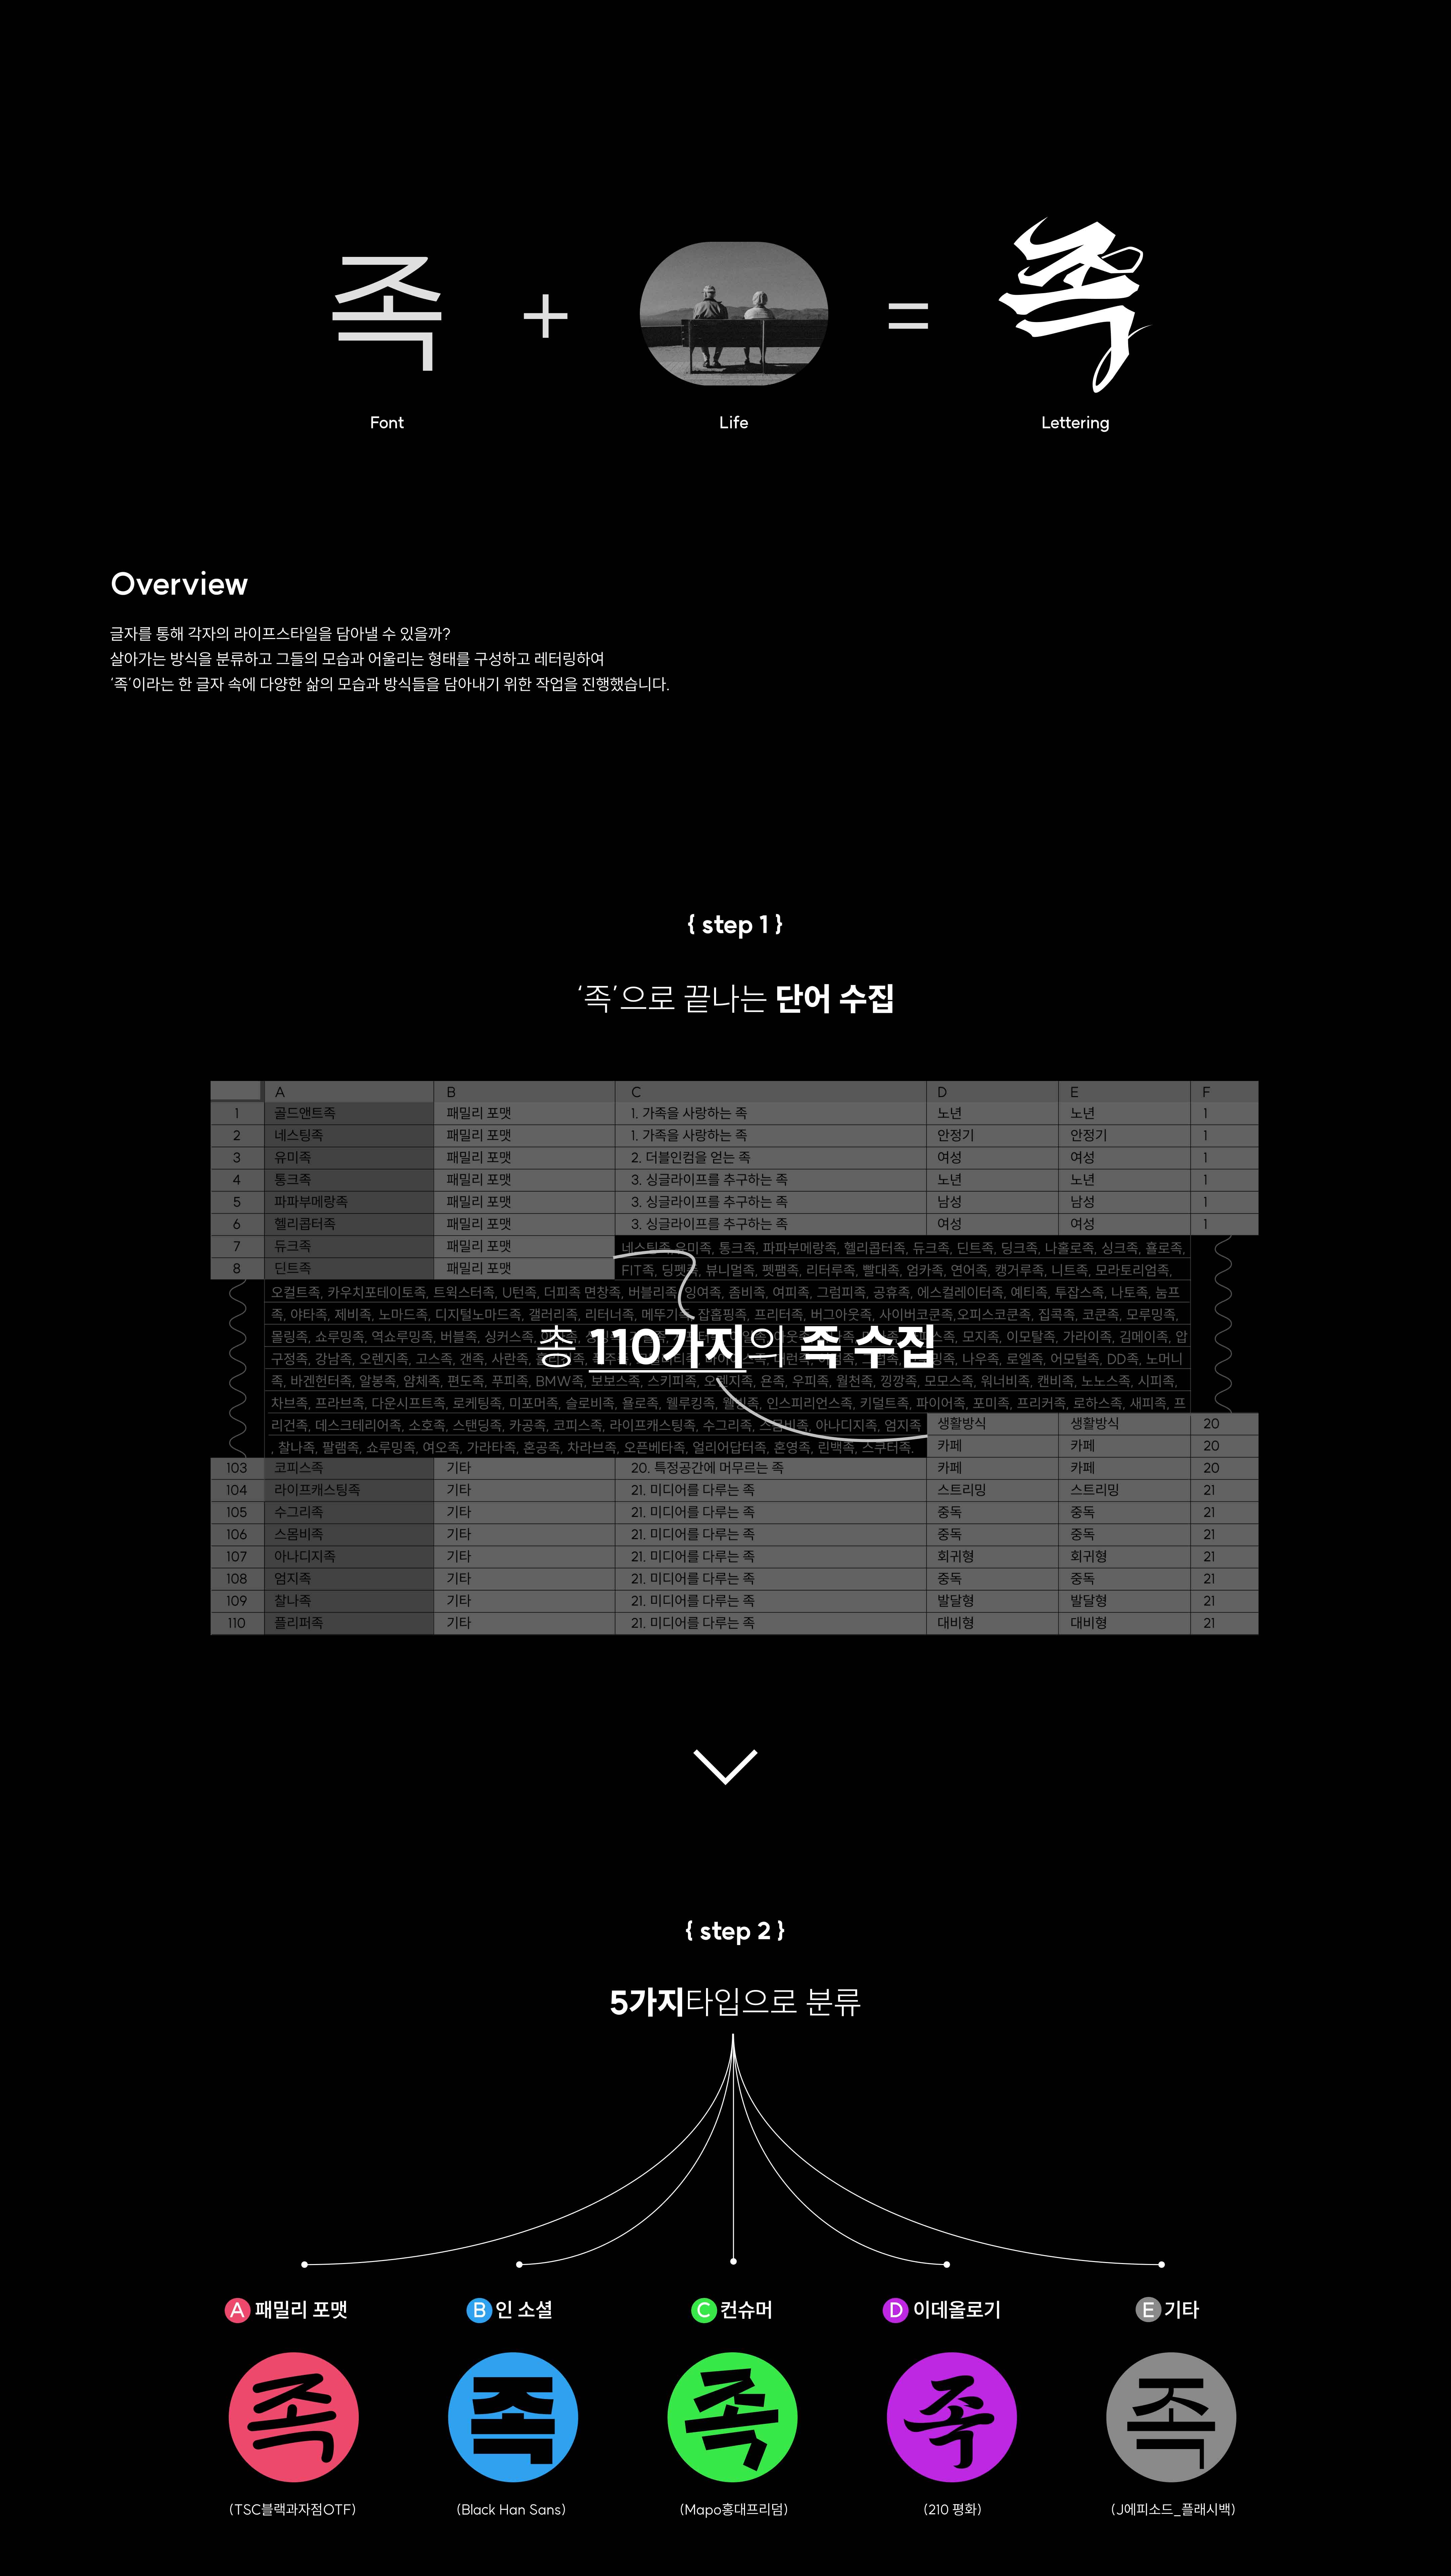 족 + = 족
Font Life Lettering
Overview
글자를 통해 각자의 라이프스타일을 담아낼 수 있을까?
살아가는 방식을 분류하고 그들의 모습과 어울리는 형태를 구성하고 레터링하여
'족'이라는 한 글자 속에 다양한 삶의 모습과 방식들을 담아내기 위한 작업을 진행했습니다.
{ step 1 }
‘족’으로 끝나는 단어 수집
A B C D E F
1 골드앤트족 패밀리 포맷 1. 가족을 사랑하는 족 노년 노년 1
2 네스팅족 패밀리 포맷 1. 가족을 사랑하는 족 안정기 안정기 1
3 유미족 패밀리 포맷 2. 더블인컴을 얻는 족 여성 여성 1
4 통크족 패밀리 포맷 3. 싱글라이프를 추구하는 족 노년 노년 1
5 파파부메랑족 패밀리 포맷 3. 싱글라이프를 추구하는 족 남성 남성 1
6 헬리콥터족 패밀리 포맷 3. 싱글라이프를 추구하는 족 여성 여성 1
7 듀크족 패밀리 포맷 네스팅족,유미족, 통크족, 파파부메랑족, 헬리콥터족, 듀크족, 딘트족, 딩크족, 나홀로족, 싱크족, 홀로족,
8 딘트족 패밀리 포맷 FIT족, 딩펫족, 뷰니멀족, 펫팸족, 리터루족, 빨대족, 엄카족, 연어족, 캥거루족, 니트족, 모라토리엄족,
오컬트족, 카우치포테이토족, 트윅스터족, U턴족, 더피족 면창족, 버블리족, 잉여족, 좀비족, 여피족, 그럼피족, 공휴족, 에스컬레이터족, 예티족, 투잡스족, 나토족, 눔프
족, 야타족, 제비족, 노마드족, 디지털노마드족, 갤러리족, 리터너족, 메뚜기족, 잡홉핑족, 프리터족, 버그아웃족, 사이버코쿤족,오피스코쿤족, 집콕족, 코쿤족, 모루밍족,
몰링족, 쇼루밍족, 역쇼루밍족, 버블족, 싱커스족, 모지족, 이모탈족, 가라이족, 김메이족, 압
총 110가지의 족 수집
구정족, 강남족, 오렌지족, 고스족, 갠족, 사란족, 나우족, 로엘족, 어모털족, DD족, 노머니
족, 바겐헌터족, 알봉족, 얌체족, 편도족, 푸피족, BMW족, 보보스족, 스키피족, 오렌지족, 욘족, 우피족, 월천족, 낑깡족, 모모스족, 워너비족, 캔비족, 노노스족, 시피족,
차브족, 프라브족, 다운시프트족, 로케팅족, 미포머족, 슬로비족, 욜로족, 웰루킹족, 웰빙족, 인스피리언스족, 키덜트족, 파이어족, 포미족, 프리커족, 로하스족, 새피족, 프
리건족, 데스크테리어족, 소호족, 스탠딩족, 카공족, 코피스족, 라이프캐스팅족, 수그리족, 스몸비족, 아나디지족, 엄지족 생활방식 생활방식 20
, 찰나족, 팔램족, 쇼루밍족, 여오족, 가라타족, 혼공족, 차라브족, 오픈베타족, 얼리어답터족, 혼영족, 린백족, 스쿠터족. 카페 카페 20
103 코피스족 기타 20. 특정공간에 머무르는 족 카페 카페 20
104 라이프캐스팅족 기타 21. 미디어를 다루는 족 스트리밍 스트리밍 21
105 수그리족 기타 21. 미디어를 다루는 족 중독 중독 21
106 스몸비족 기타 21. 미디어를 다루는 족 중독 중독 21
107 아나디지족 기타 21. 미디어를 다루는 족 회귀형 회귀형 21
108 엄지족 기타 21. 미디어를 다루는 족 중독 중독 21
109 찰나족 기타 21. 미디어를 다루는 족 발달형 발달형 21
110 플리퍼족 기타 21. 미디어를 다루는 족 대비형 대비형 21
{ step 2 }
5가지타입으로 분류
A 패밀리 포맷 B 인 소셜 C 컨슈머 D 이데올로기 E 기타
족 족 족 족 족
(TSC블랙과자점OTF) (Black Han Sans) (Mapo홍대프리덤) (210 평화) (J에피소드_플래시백)